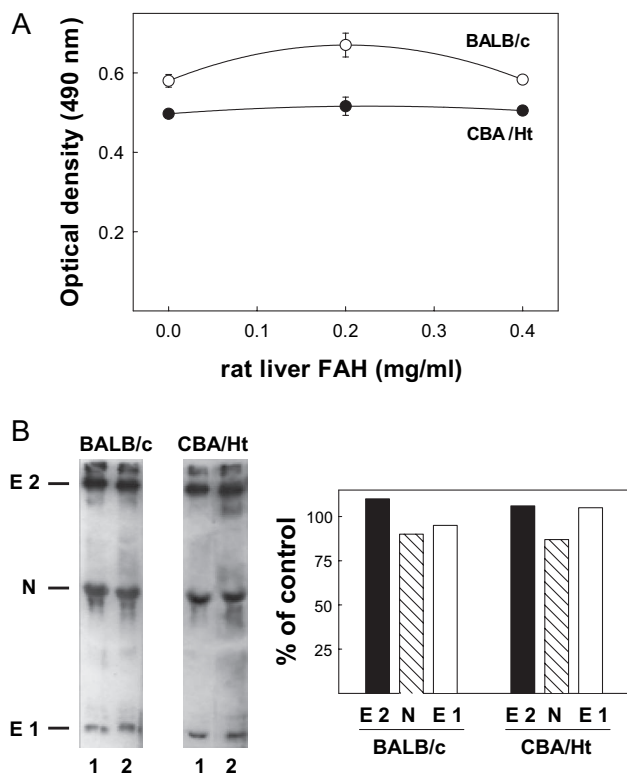 A
Optical density (490 nm)
0.6
0.4
0.2
BALB/c
CBA/Ht
0.0 0.1 0.2 0.3 0.4
rat liver FAH (mg/ml)
B
BALB/c CBA/Ht
E 2
N
E 1
1 2 1 2
% of control
100
75
50
25
E 2 N E 1 E 2 N E 1
BALB/c CBA/Ht